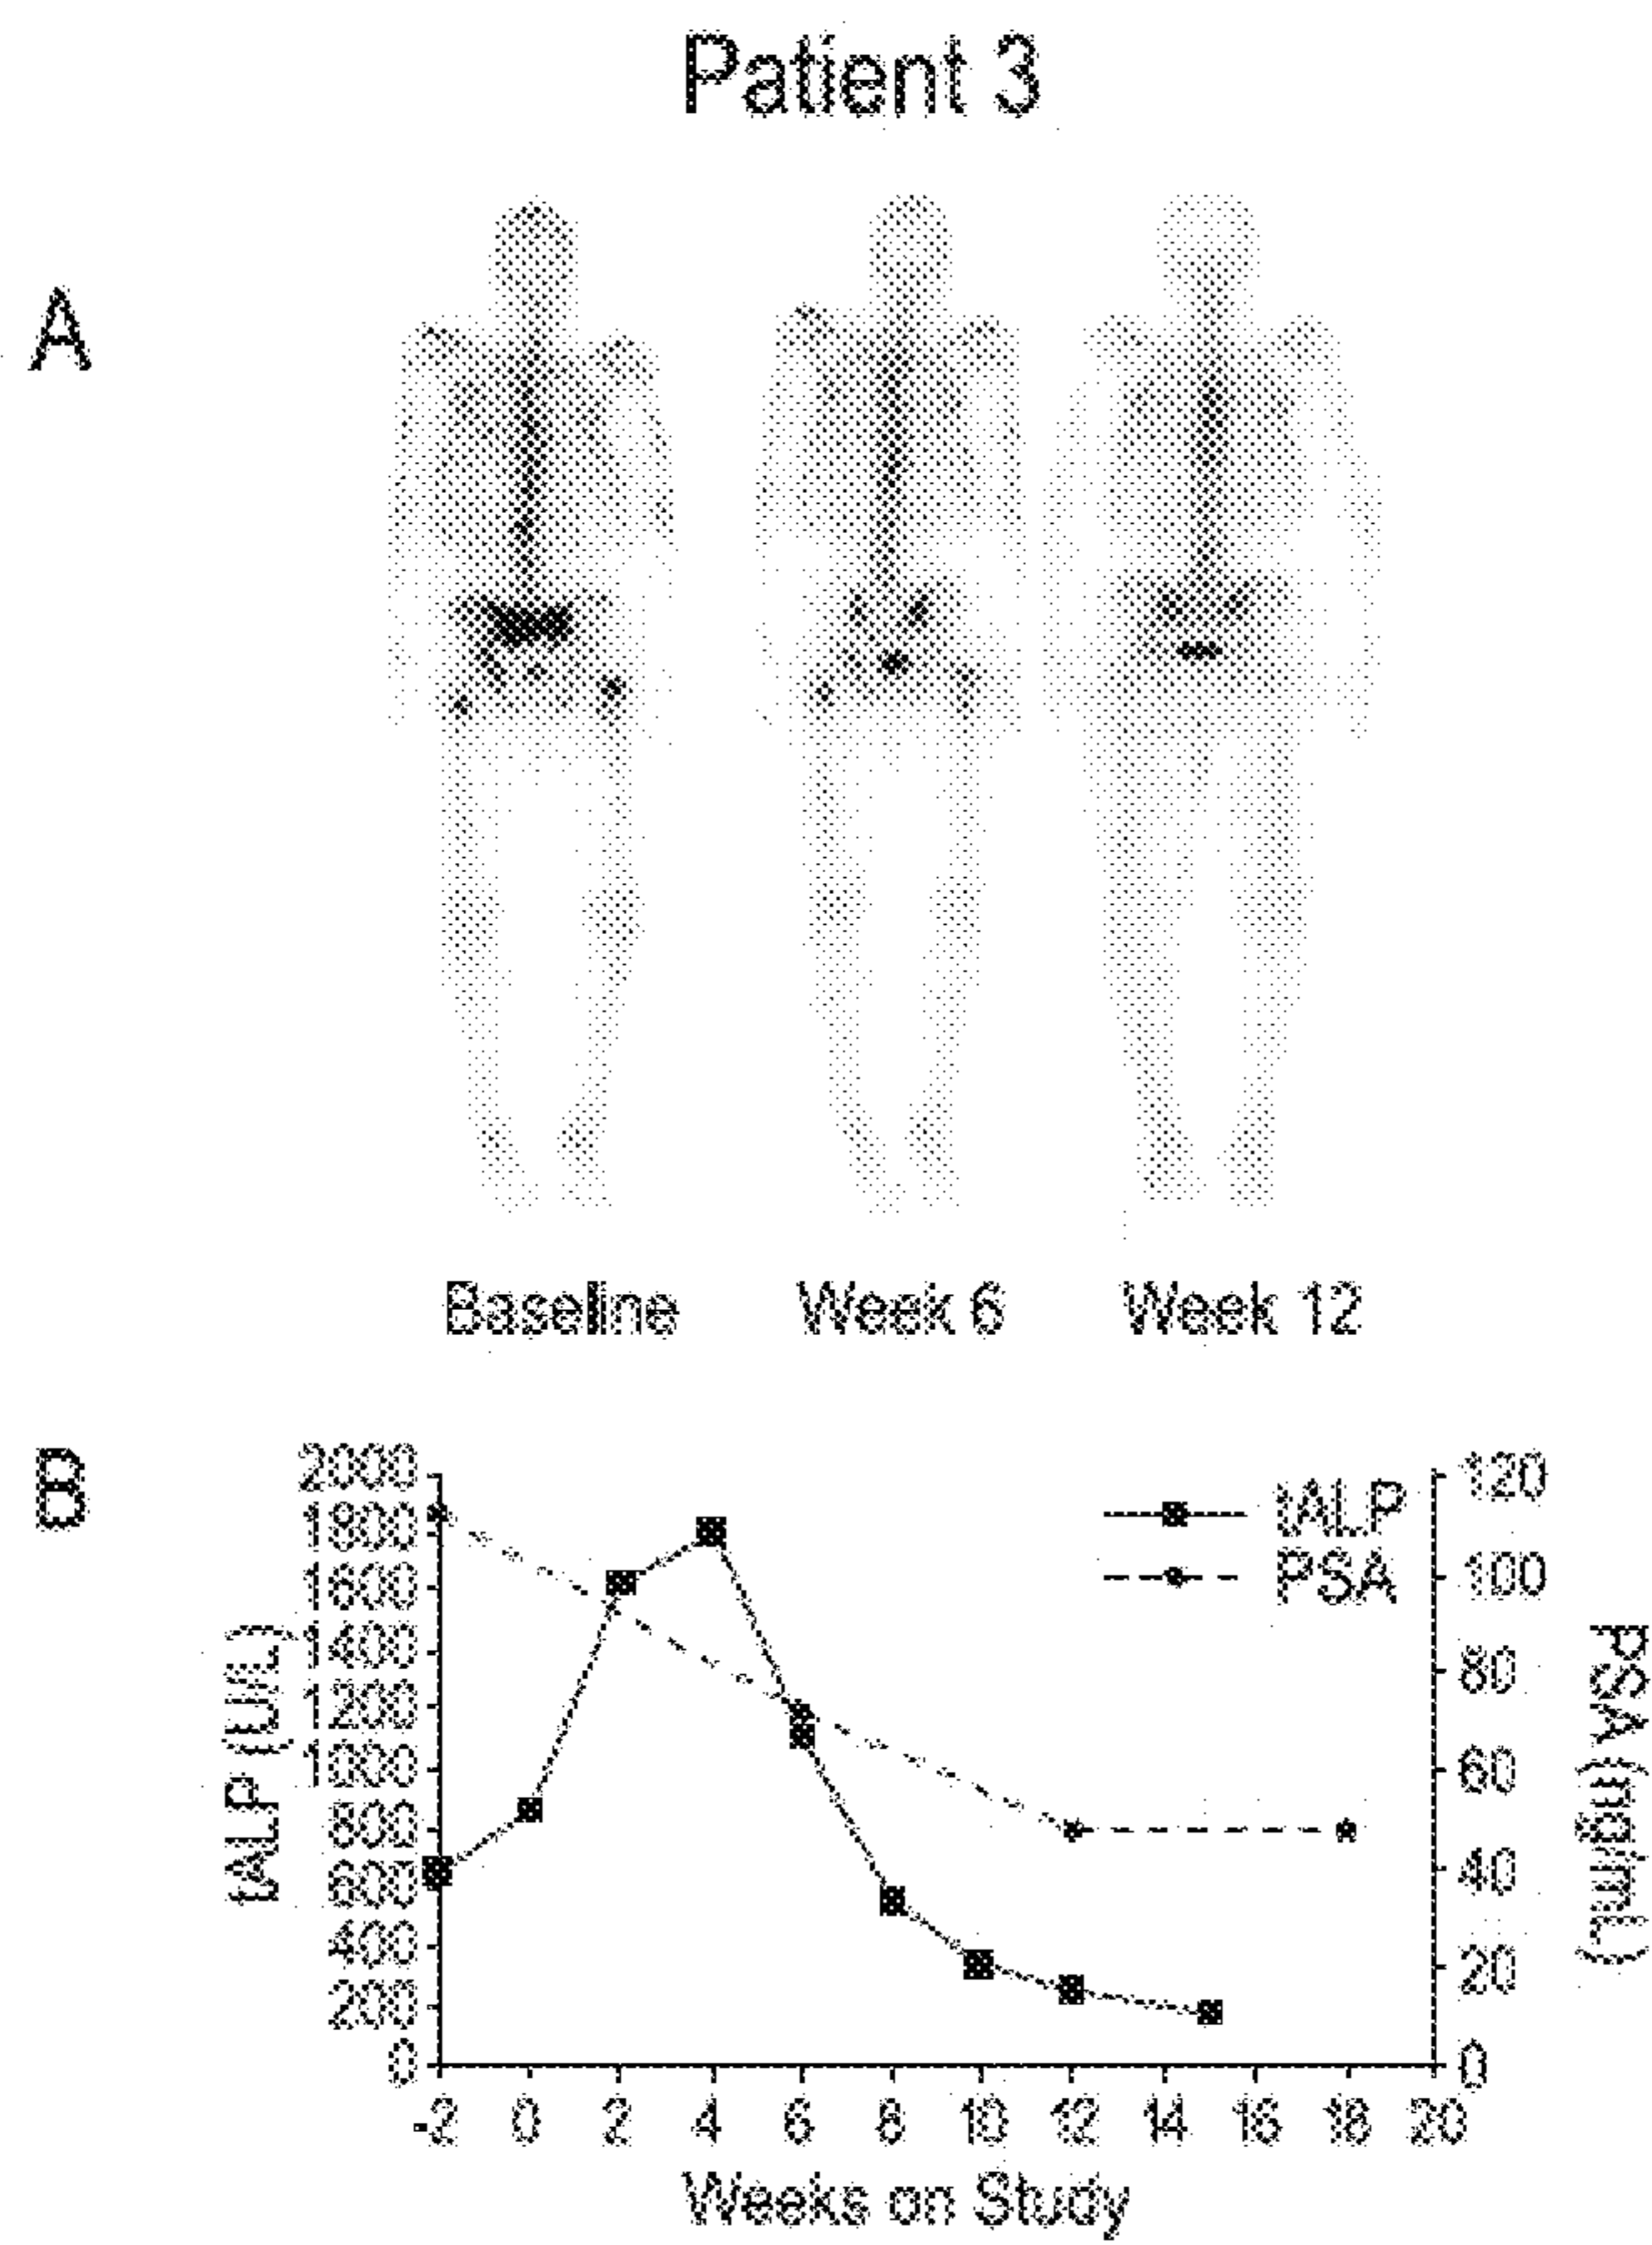 Patient 3
A
Baseline Week 6 Week 12
B
tALP (U/L)
2000
1800
1600
1400
1200
1000
800
600
400
200
0
tALP
PSA
120
100
80
60
40
20
0
PSA (ng/mL)
-2 0 2 4 6 8 10 12 14 16 18 20
Weeks on Study